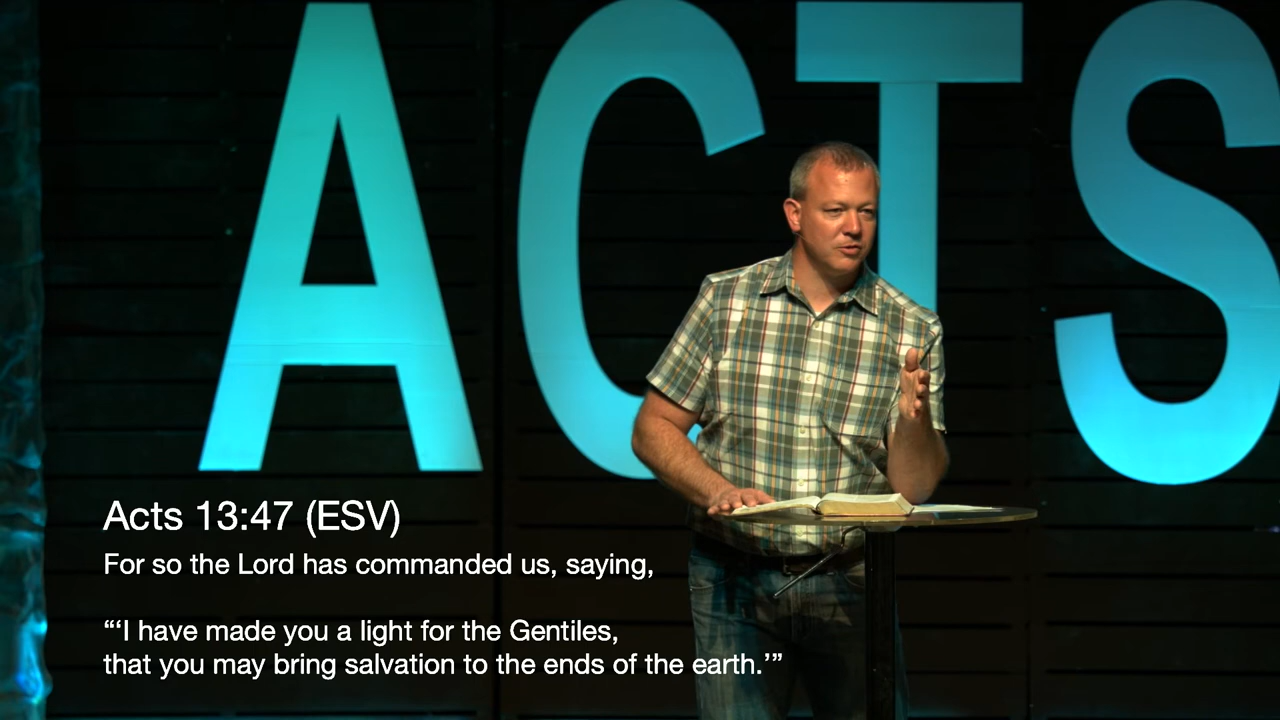 ACTS
Acts 13:47 (ESV)
For so the Lord has commanded us, saying,
“‘I have made you a light for the Gentiles,
that you may bring salvation to the ends of the earth.’”